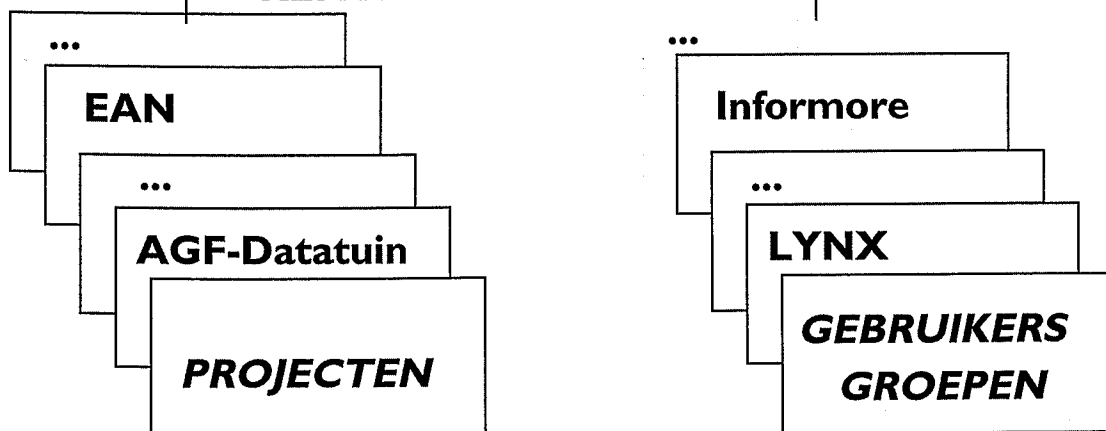 ...
EAN
...
AGF-Datatuin
PROJECTEN
...
Informore
...
LYNX
GEBRUIKERS
GROEPEN